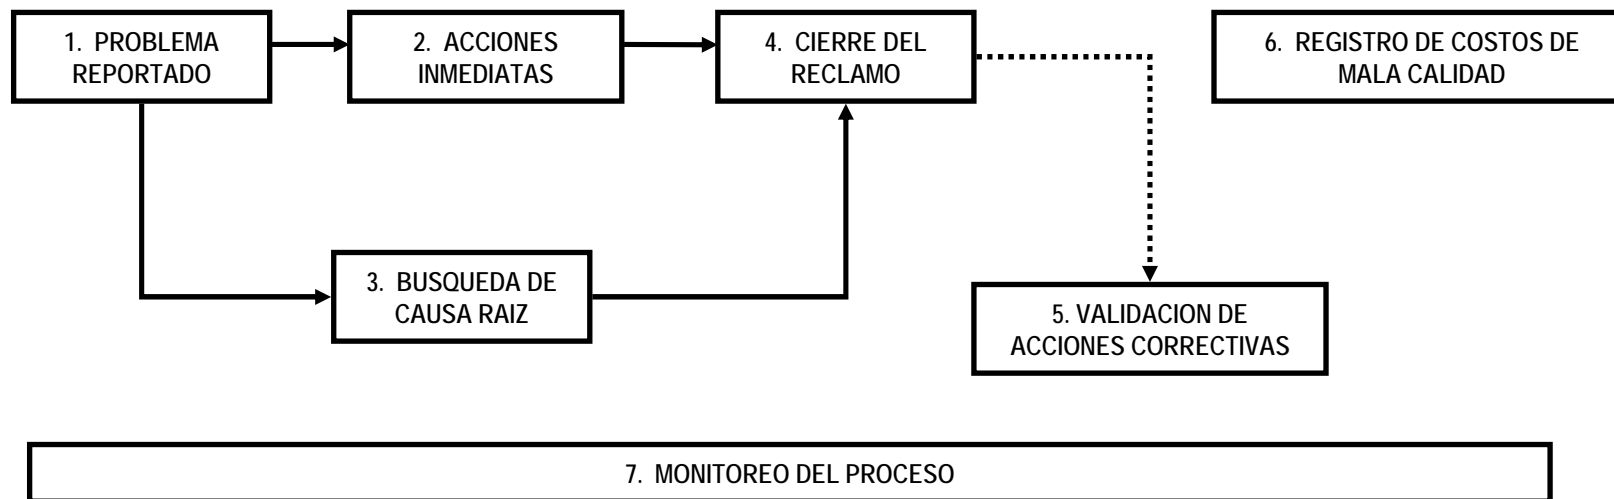 1. PROBLEMA
REPORTADO
2. ACCIONES
INMEDIATAS
4. CIERRE DEL
RECLAMO
6. REGISTRO DE COSTOS DE
MALA CALIDAD
3. BUSQUEDA DE
CAUSA RAIZ
5. VALIDACION DE
ACCIONES CORRECTIVAS
7. MONITOREO DEL PROCESO